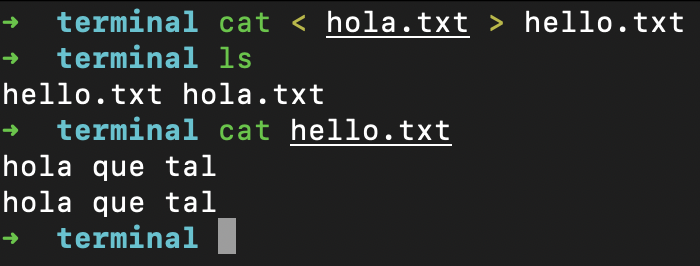 ➜ terminal cat < hola.txt > hello.txt
➜ terminal ls
hello.txt hola.txt
➜ terminal cat hello.txt
hola que tal
hola que tal
➜ terminal